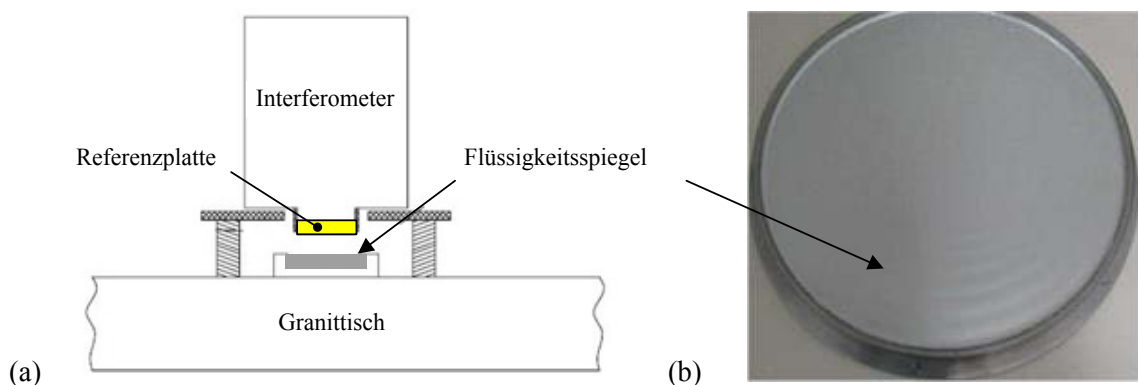 Interferometer
Referenzplatte
Flüssigkeitsspiegel
Granittisch
(a)
(b)